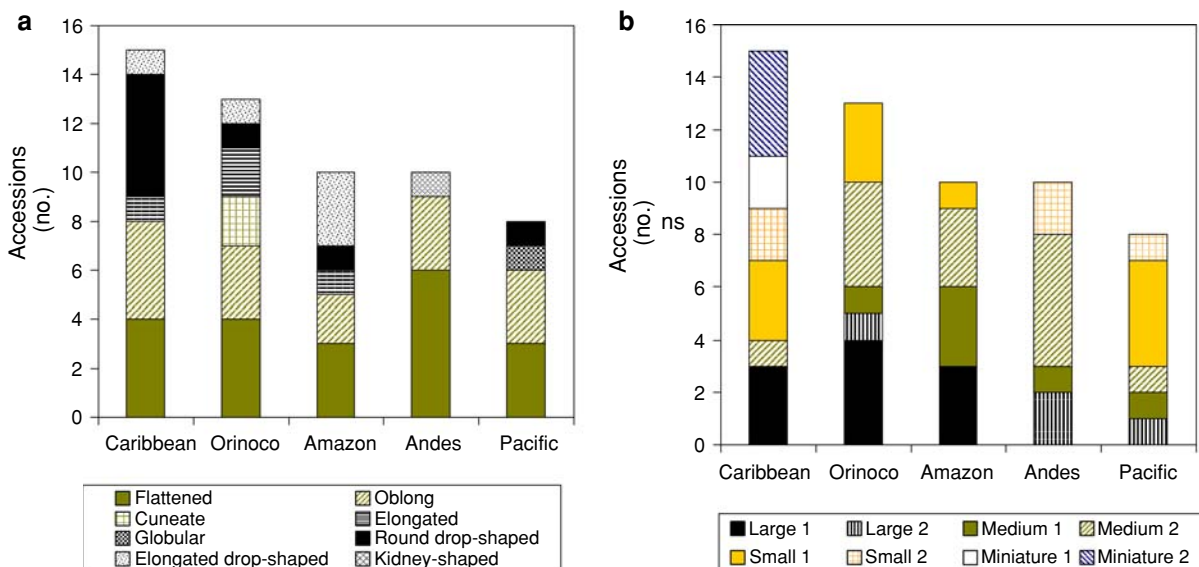 a
16
14
12
10
8
6
4
2
0
Accessions
(no.)
Caribbean Orinoco Amazon Andes Pacific
Flattened Oblong
Cuneate Elongated
Globular Round drop-shaped
Elongated drop-shaped Kidney-shaped
b
16
14
12
10
8
6
4
2
0
Accessions
(no.)
ns
Caribbean Orinoco Amazon Andes Pacific
Large 1 Large 2 Medium 1 Medium 2
Small 1 Small 2 Miniature 1 Miniature 2